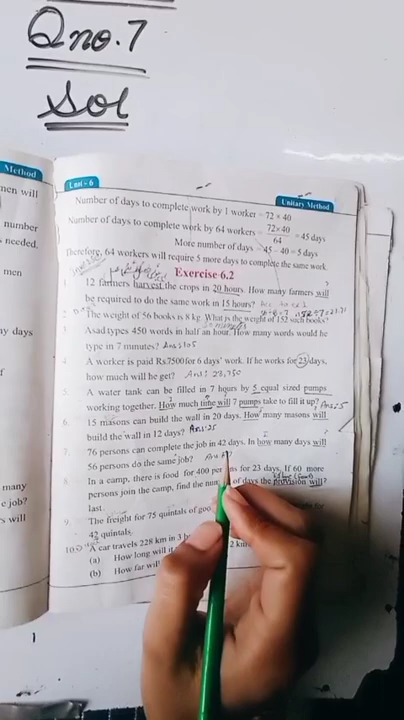 Qno.7
Sol
Method
Unit - 6
Unitary Method
men will
Number of days to complete work by 1 worker = 72 × 40
number
Number of days to complete work by 64 workers = 72×40 / 64 = 45 days
needed,
More number of days = 45 - 40 = 5 days
Therefore, 64 workers will require 5 more days to complete the same work.
men
Exercise 6.2
1. 12 farmers harvest the crops in 20 hours. How many farmers will
be required to do the same work in 15 hours?
2. The weight of 56 books is 8 kg. What is the weight of 152 such books?
3. Asad types 450 words in half an hour. How many words would he
ny days
type in 7 minutes? Ans:105
4. A worker is paid Rs.7500 for 6 days' work. If he works for 23 days,
how much will he get? Ans: 28,750
5. A water tank can be filled in 7 hours by 5 equal sized pumps
working together. How much time will 7 pumps take to fill it up? Ans:5
6. 15 masons can build the wall in 20 days. How many masons will
build the wall in 12 days? Ans:25
7. 76 persons can complete the job in 42 days. In how many days will
56 persons do the same job?
many
8. In a camp, there is food for 400 persons for 23 days. If 60 more
e job?
persons join the camp, find the of days the provision will
s will
last.
9. The freight for 75 quintals of
42 quintals.
10. A car travels 228 km in 3
(a) How long will
(b) How far will